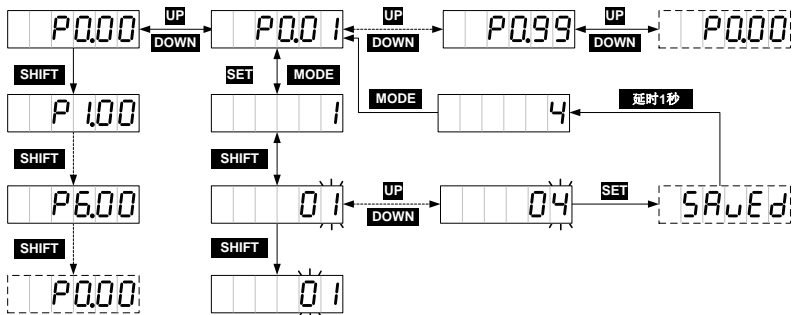 UP UP UP
P0.00 P0.01 P0.99 P0.00
DOWN DOWN DOWN
SHIFT SET MODE
MODE 延时1秒
P1.00 1 4
SHIFT SHIFT
UP SET
P6.00 01 04 SAvEd
DOWN
SHIFT SHIFT
P0.00 01